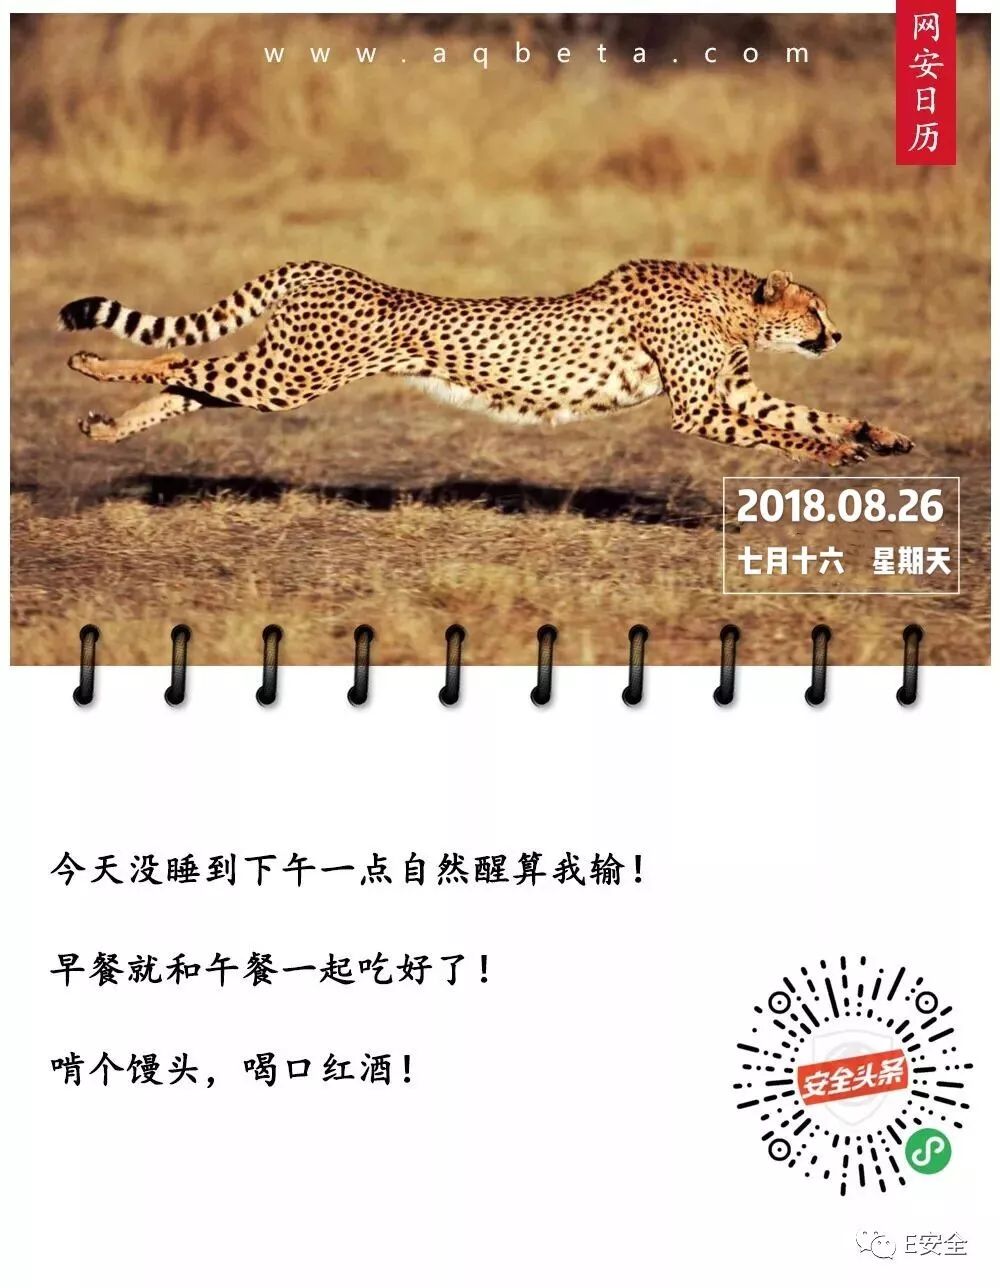 www.aqbeta.com
网安日历
2018.08.26
七月十六 星期天
今天没睡到下午一点自然醒算我输！
早餐就和午餐一起吃好了！
啃个馒头，喝口红酒！
安全头条
E安全